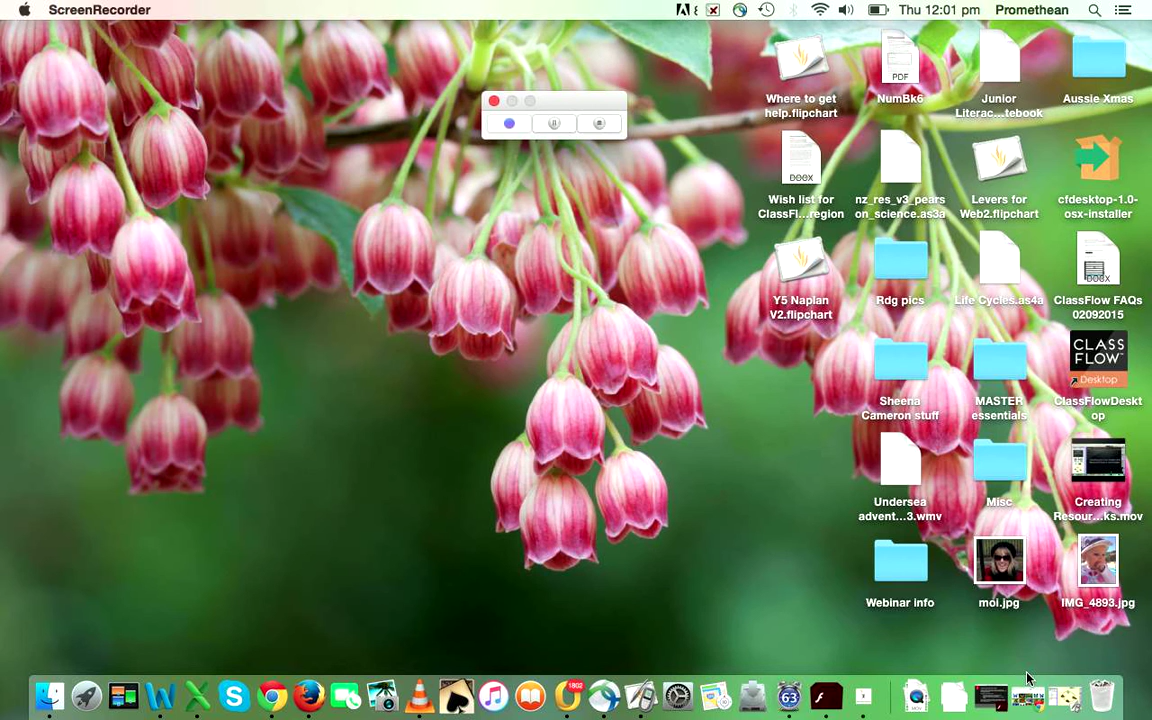 ScreenRecorder
Thu 12:01 pm
Promethean
Where to get
help.flipchart
PDF
NumBk6
Junior
Literac...tebook
Aussie Xmas
DOCX
Wish list for
ClassFl...region
nz_res_v3_pears
on_science.as3a
Levers for
Web2.flipchart
cfdesktop-1.0-
osx-installer
Y5 Naplan
V2.flipchart
Rdg pics
Life Cycles.as4a
DOCX
ClassFlow FAQs
02092015
Sheena
Cameron stuff
MASTER
essentials
CLASS
FLOW
Desktop
ClassFlowDeskt
op
Undersea
advent...3.wmv
Misc
Creating
Resour...ks.mov
Webinar info
moi.jpg
IMG_4893.jpg
1802
63